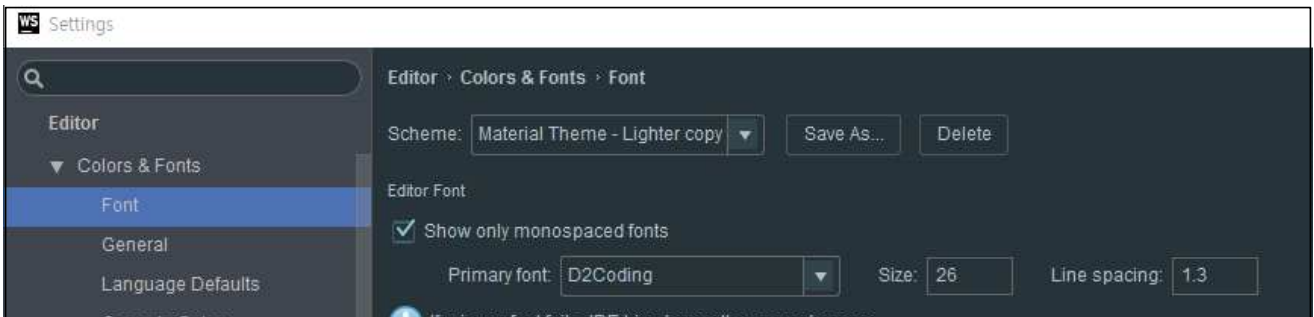 WS Settings
Editor › Colors & Fonts › Font
Editor
Scheme: Material Theme - Lighter copy Save As... Delete
Colors & Fonts
Editor Font
Font
Show only monospaced fonts
General
Primary font: D2Coding Size: 26 Line spacing: 1.3
Language Defaults